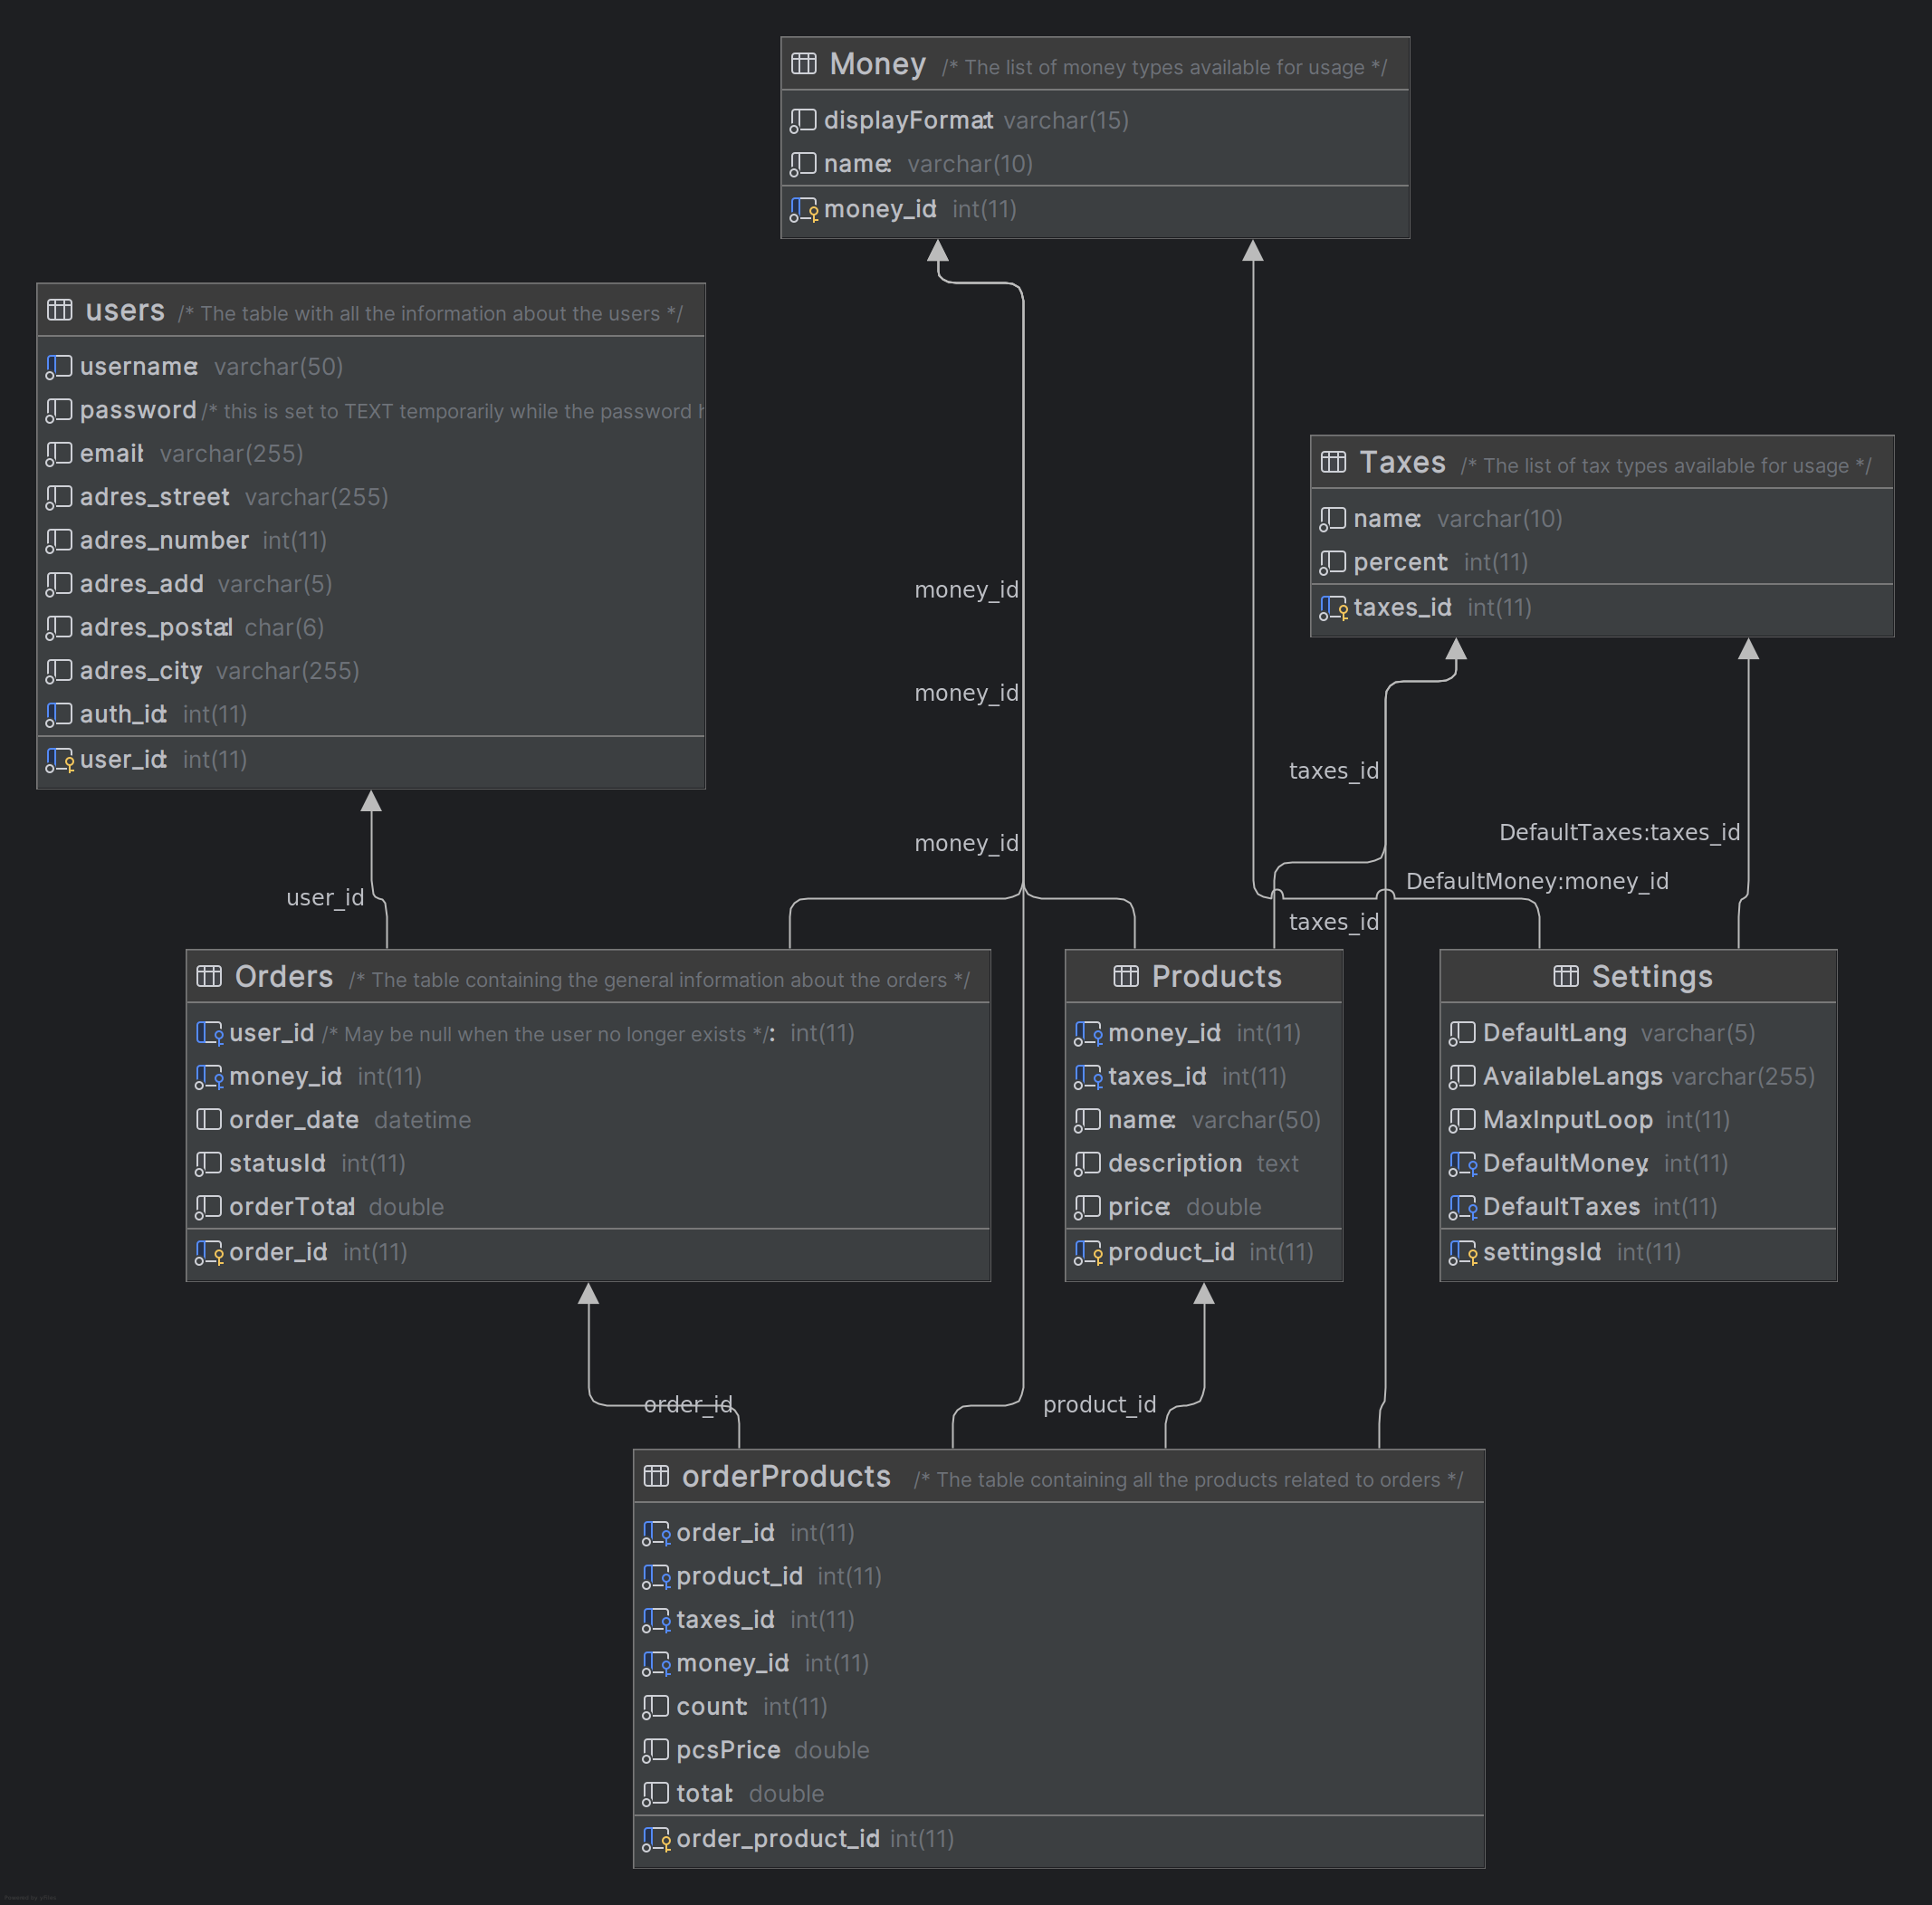 Money /* The list of money types available for usage */
displayFormat: varchar(15)
name: varchar(10)
money_id: int(11)
users /* The table with all the information about the users */
username: varchar(50)
password /* this is set to TEXT temporarily while the password
email: varchar(255)
adres_street varchar(255)
adres_number int(11)
adres_add varchar(5)
adres_postal char(6)
adres_city: varchar(255)
auth_id: int(11)
user_id: int(11)
Taxes /* The list of tax types available for usage */
name: varchar(10)
percent: int(11)
taxes_id: int(11)
money_id
money_id
taxes_id
DefaultTaxes:taxes_id
money_id
DefaultMoney:money_id
user_id
taxes_id
Orders /* The table containing the general information about the orders */
user_id /* May be null when the user no longer exists */: int(11)
money_id: int(11)
order_date datetime
statusId: int(11)
orderTotal: double
order_id: int(11)
Products
money_id: int(11)
taxes_id: int(11)
name: varchar(50)
description: text
price: double
product_id int(11)
Settings
DefaultLang varchar(5)
AvailableLangs varchar(255)
MaxInputLoop int(11)
DefaultMoney: int(11)
DefaultTaxes int(11)
settingsId: int(11)
order_id
product_id
orderProducts /* The table containing all the products related to orders */
order_id: int(11)
product_id int(11)
taxes_id: int(11)
money_id: int(11)
count: int(11)
pcsPrice double
total: double
order_product_id int(11)
Powered by yFiles